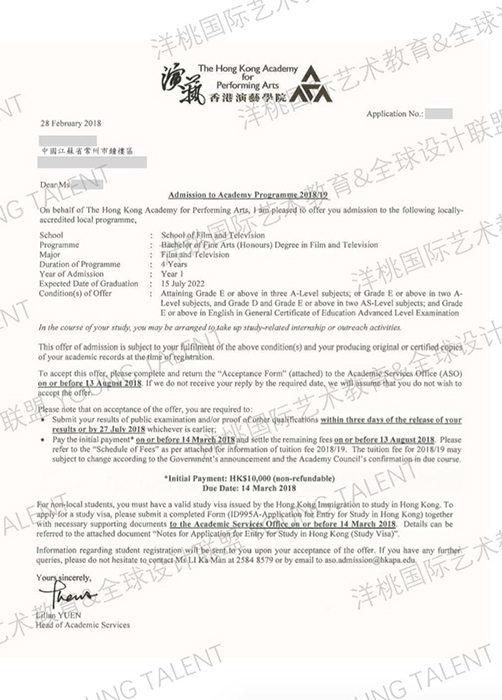 演藝
The Hong Kong Academy
for
Performing Arts
香港演藝學院
APA
Application No.:
28 February 2018
中國江蘇省常州市鐘樓區
Dear Ms
Admission to Academy Programme 2018/19
On behalf of The Hong Kong Academy for Performing Arts, I am pleased to offer you admission to the following locally-
accredited local programme,
School : School of Film and Television
Programme : Bachelor of Fine Arts (Honours) Degree in Film and Television
Major : Film and Television
Duration of Programme : 4 Years
Year of Admission : Year 1
Expected Date of Graduation : 15 July 2022
Condition(s) of Offer : Attaining Grade E or above in three A-Level subjects; or Grade E or above in two A-
Level subjects, and Grade D and Grade E or above in two AS-Level subjects; and Grade
E or above in English in General Certificate of Education Advanced Level Examination
In the course of your study, you may be arranged to take up study-related internship or outreach activities.
This offer of admission is subject to your fulfilment of the above condition(s) and your producing original or certified copies
of your academic records at the time of registration.
To accept this offer, please complete and return the "Acceptance Form" (attached) to the Academic Services Office (ASO)
on or before 13 August 2018. If we do not receive your reply by the required date, we will assume that you do not wish to
accept the offer.
Please note that on acceptance of the offer, you are required to:
• Submit your results of public examination and/or proof of other qualifications within three days of the release of your
results or by 27 July 2018 whichever is earlier;
• Pay the initial payment* on or before 14 March 2018 and settle the remaining fees on or before 13 August 2018. Please
refer to the "Schedule of Fees" as per attached for information of tuition fee 2018/19. The tuition fee for 2018/19 may
subject to change according to the Government's announcement and the Academy Council's confirmation in due course.
*Initial Payment: HK$10,000 (non-refundable)
Due Date: 14 March 2018
For non-local students, you must have a valid study visa issued by the Hong Kong Immigration to study in Hong Kong. To
apply for a study visa, please submit a completed Form (ID995A-Application for Entry for Study in Hong Kong) together
with necessary supporting documents to the Academic Services Office on or before 14 March 2018. Details can be
referred to the attached document "Notes for Application for Entry for Study in Hong Kong (Study Visa)".
Information regarding student registration will be sent to you upon your acceptance of the offer. If you have any further
queries, please do not hesitate to contact Ms LI Ka Man at 2584 8579 or by email to aso.admission@hkapa.edu.
Yours sincerely,
Lillian YUEN
Head of Academic Services
洋桃国际艺术教育&全球设计联盟 YOUNG TALENT